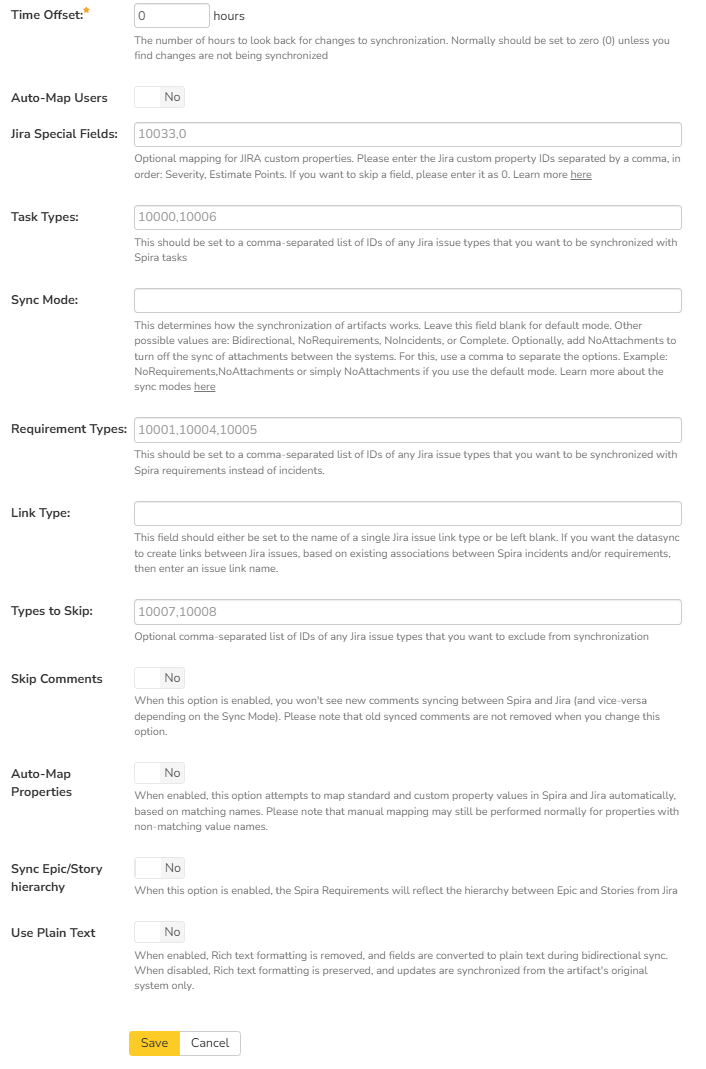 Time Offset:* 0 hours
The number of hours to look back for changes to synchronization. Normally should be set to zero (0) unless you
find changes are not being synchronized
Auto-Map Users No
Jira Special Fields: 10033,0
Optional mapping for JIRA custom properties. Please enter the Jira custom property IDs separated by a comma, in
order: Severity, Estimate Points. If you want to skip a field, please enter it as 0. Learn more here
Task Types: 10000,10006
This should be set to a comma-separated list of IDs of any Jira issue types that you want to be synchronized with
Spira tasks
Sync Mode:
This determines how the synchronization of artifacts works. Leave this field blank for default mode. Other
possible values are: Bidirectional, NoRequirements, NoIncidents, or Complete. Optionally, add NoAttachments to
turn off the sync of attachments between the systems. For this, use a comma to separate the options. Example:
NoRequirements,NoAttachments or simply NoAttachments if you use the default mode. Learn more about the
sync modes here
Requirement Types: 10001,10004,10005
This should be set to a comma-separated list of IDs of any Jira issue types that you want to be synchronized with
Spira requirements instead of incidents.
Link Type:
This field should either be set to the name of a single Jira issue link type or be left blank. If you want the datasync
to create links between Jira issues, based on existing associations between Spira incidents and/or requirements,
then enter an issue link name.
Types to Skip: 10007,10008
Optional comma-separated list of IDs of any Jira issue types that you want to exclude from synchronization
Skip Comments No
When this option is enabled, you won't see new comments syncing between Spira and Jira (and vice-versa
depending on the Sync Mode). Please note that old synced comments are not removed when you change this
option.
Auto-Map
Properties No
When enabled, this option attempts to map standard and custom property values in Spira and Jira automatically,
based on matching names. Please note that manual mapping may still be performed normally for properties with
non-matching value names.
Sync Epic/Story
hierarchy No
When this option is enabled, the Spira Requirements will reflect the hierarchy between Epic and Stories from Jira
Use Plain Text No
When enabled, Rich text formatting is removed, and fields are converted to plain text during bidirectional sync.
When disabled, Rich text formatting is preserved, and updates are synchronized from the artifact's original
system only.
Save Cancel